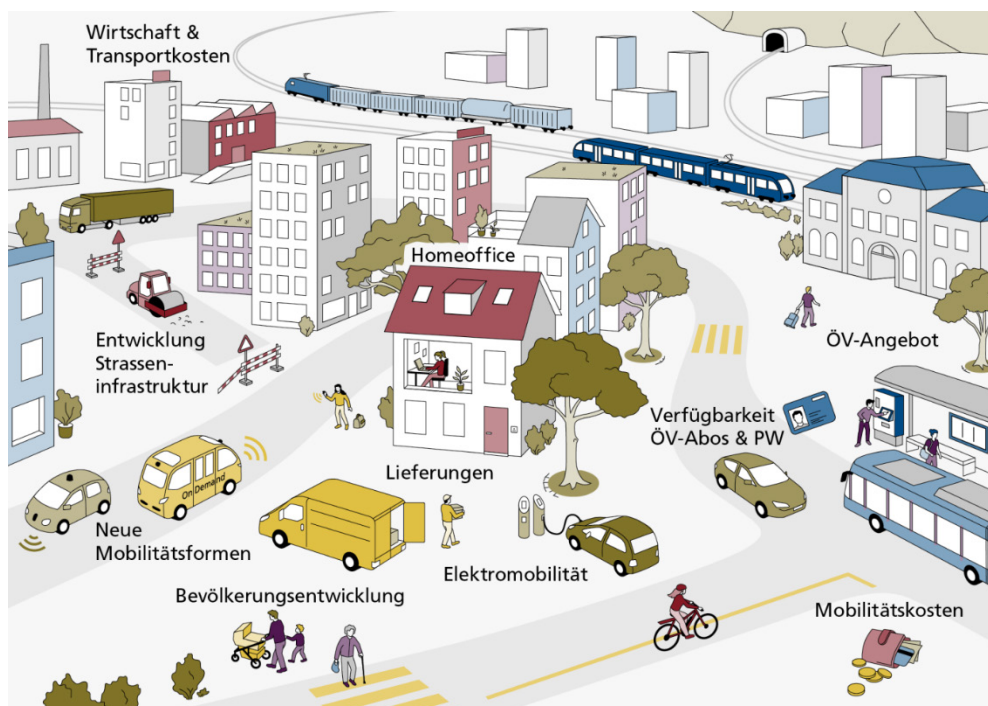 Wirtschaft &
Transportkosten
Homeoffice
Entwicklung
Strassen-
infrastruktur
ÖV-Angebot
Verfügbarkeit
ÖV-Abos & PW
Lieferungen
On Demand
Neue
Mobilitätsformen
Elektromobilität
Bevölkerungsentwicklung
Mobilitätskosten